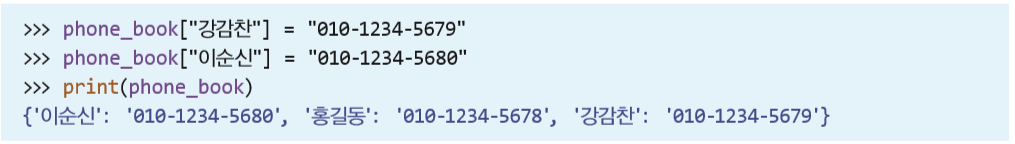 >>> phone_book["강감찬"] = "010-1234-5679"
>>> phone_book["이순신"] = "010-1234-5680"
>>> print(phone_book)
{'이순신': '010-1234-5680', '홍길동': '010-1234-5678', '강감찬': '010-1234-5679'}